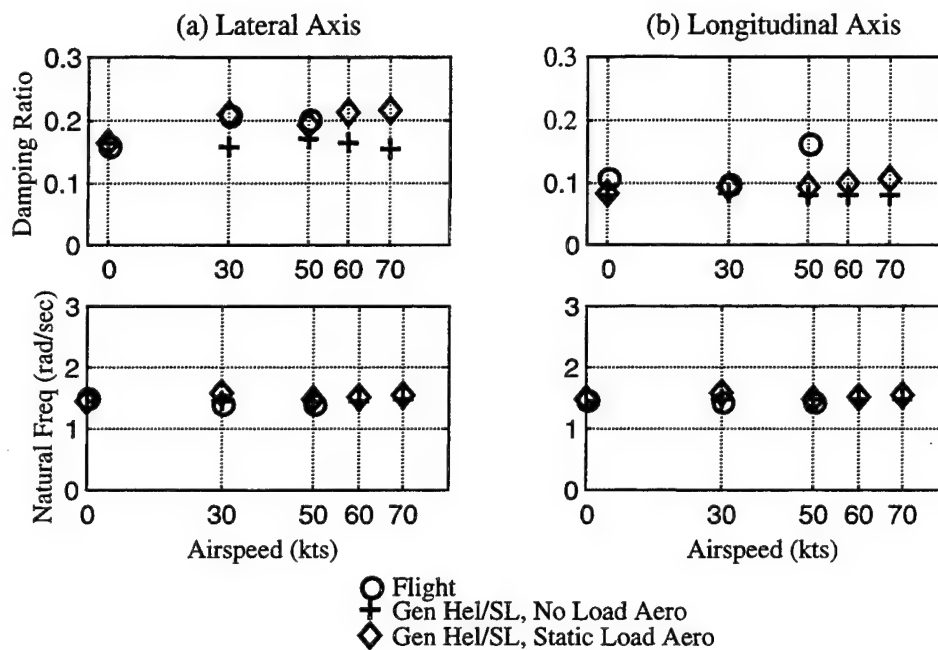 (a) Lateral Axis
(b) Longitudinal Axis
Damping Ratio
0.3
0.2
0.1
0
0 30 50 60 70
0.3
0.2
0.1
0
0 30 50 60 70
Natural Freq (rad/sec)
3
2
1
0
0 30 50 60 70
Airspeed (kts)
3
2
1
0
0 30 50 60 70
Airspeed (kts)
Flight
Gen Hel/SL, No Load Aero
Gen Hel/SL, Static Load Aero